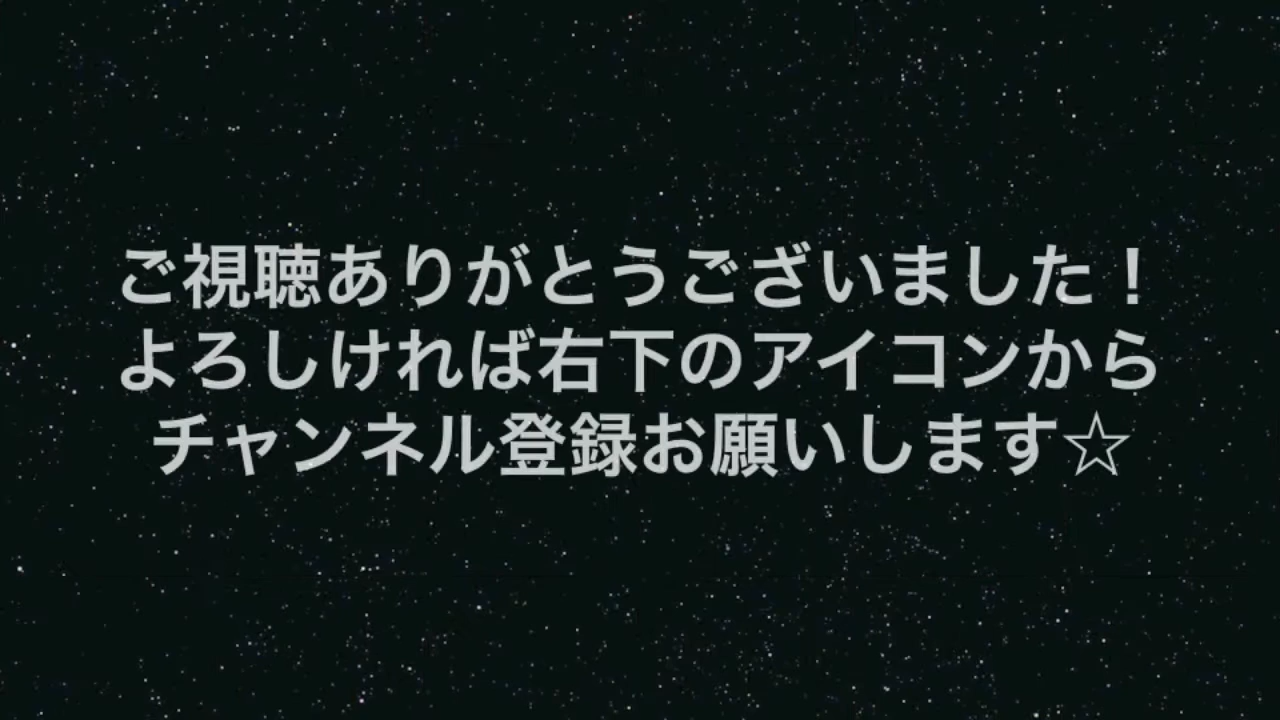 ご視聴ありがとうございました！
よろしければ右下のアイコンから
チャンネル登録お願いします☆